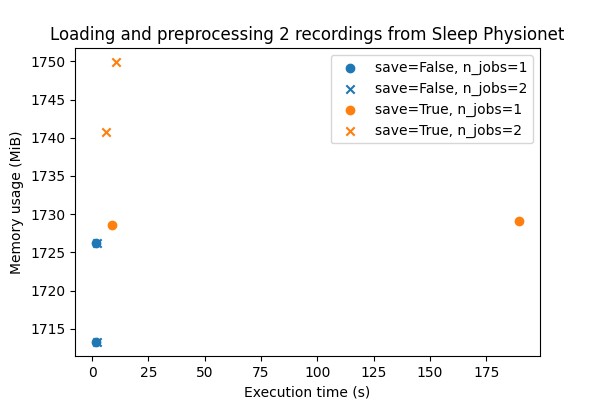 Loading and preprocessing 2 recordings from Sleep Physionet
save=False, n_jobs=1
save=False, n_jobs=2
save=True, n_jobs=1
save=True, n_jobs=2
Memory usage (MiB)
1750
1745
1740
1735
1730
1725
1720
1715
0 25 50 75 100 125 150 175
Execution time (s)